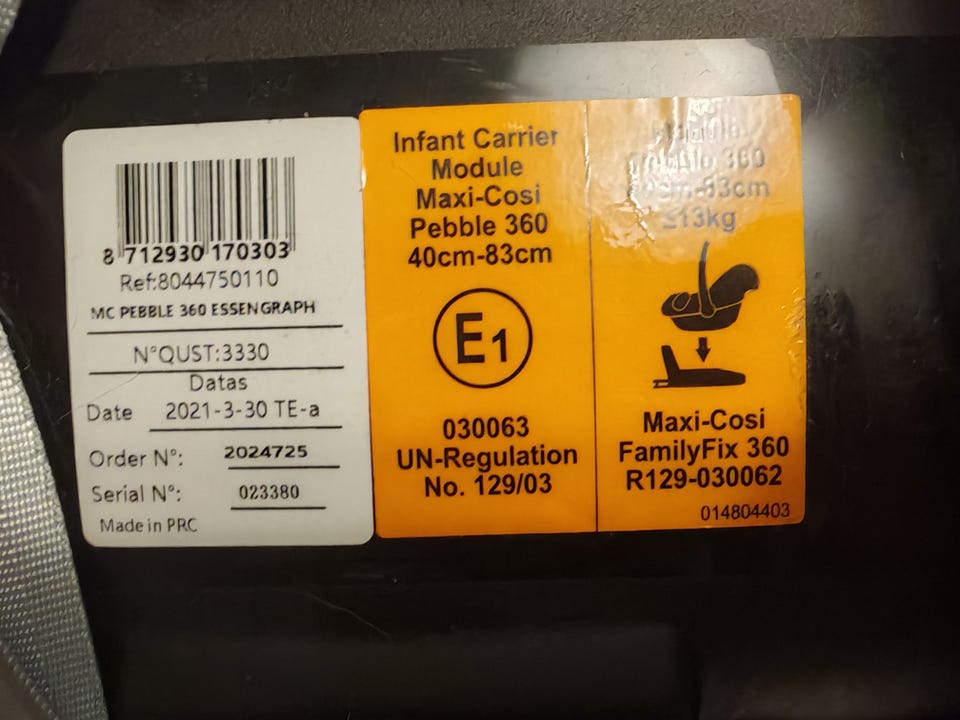 8 712930 170303
Ref:8044750110
MC PEBBLE 360 ESSENGRAPH
N°QUST:3330
Datas
Date 2021-3-30 TE-a
Order N°: 2024725
Serial N°: 023380
Made in PRC
Infant Carrier
Module
Maxi-Cosi
Pebble 360
40cm-83cm
E1
030063
UN-Regulation
No. 129/03
360
≤13kg
Maxi-Cosi
FamilyFix 360
R129-030062
014804403